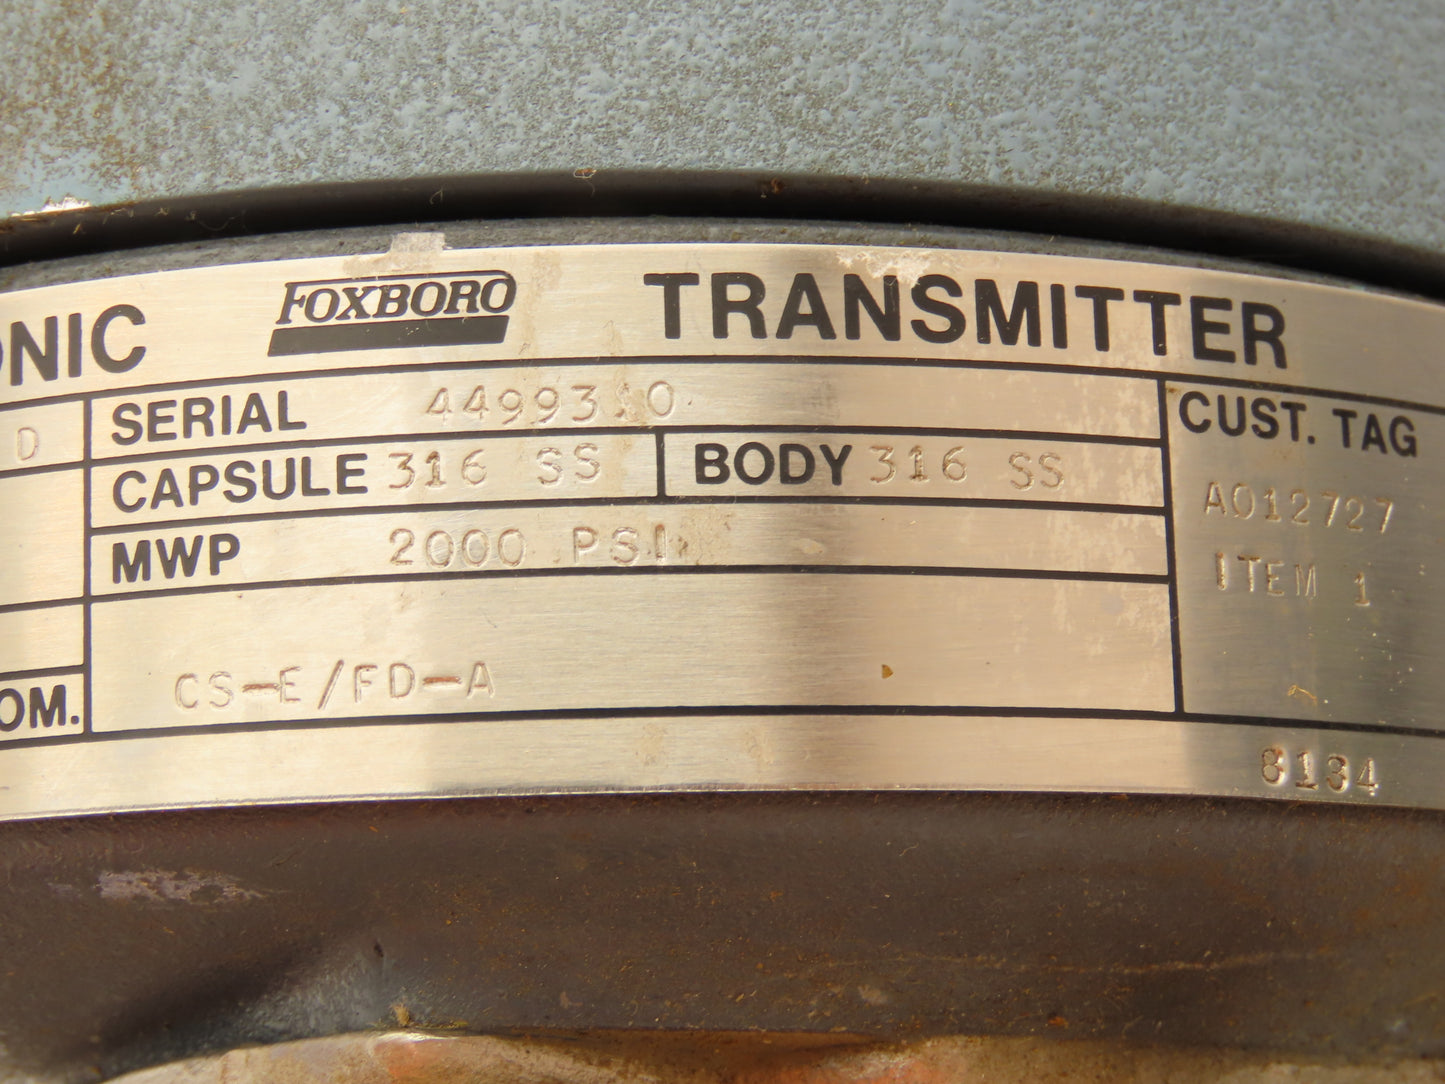 ONIC FOXBORO TRANSMITTER
D SERIAL CUST. TAG
CAPSULE 316 SS BODY 316 SS
A012727
MWP 2000 PSI
ITEM 1
CS-E/FD-A
OM.
8134